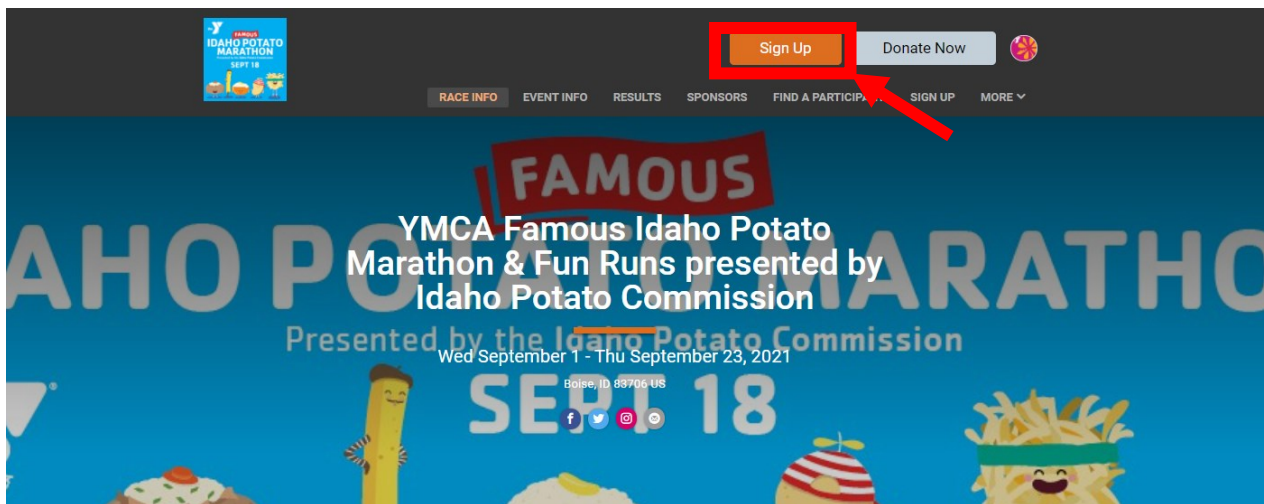 FAMOUS
IDAHO POTATO
MARATHON
SEPT 18
Sign Up
Donate Now
RACE INFO
EVENT INFO
RESULTS
SPONSORS
FIND A PARTICIPA
SIGN UP
MORE
FAMOUS
AHO POTATO MARATHO
YMCA Famous Idaho Potato
Marathon & Fun Runs presented by
Idaho Potato Commission
Presented by the Idaho Potato Commission
Wed September 1 - Thu September 23, 2021
Boise, ID 83706 US
SEPT 18